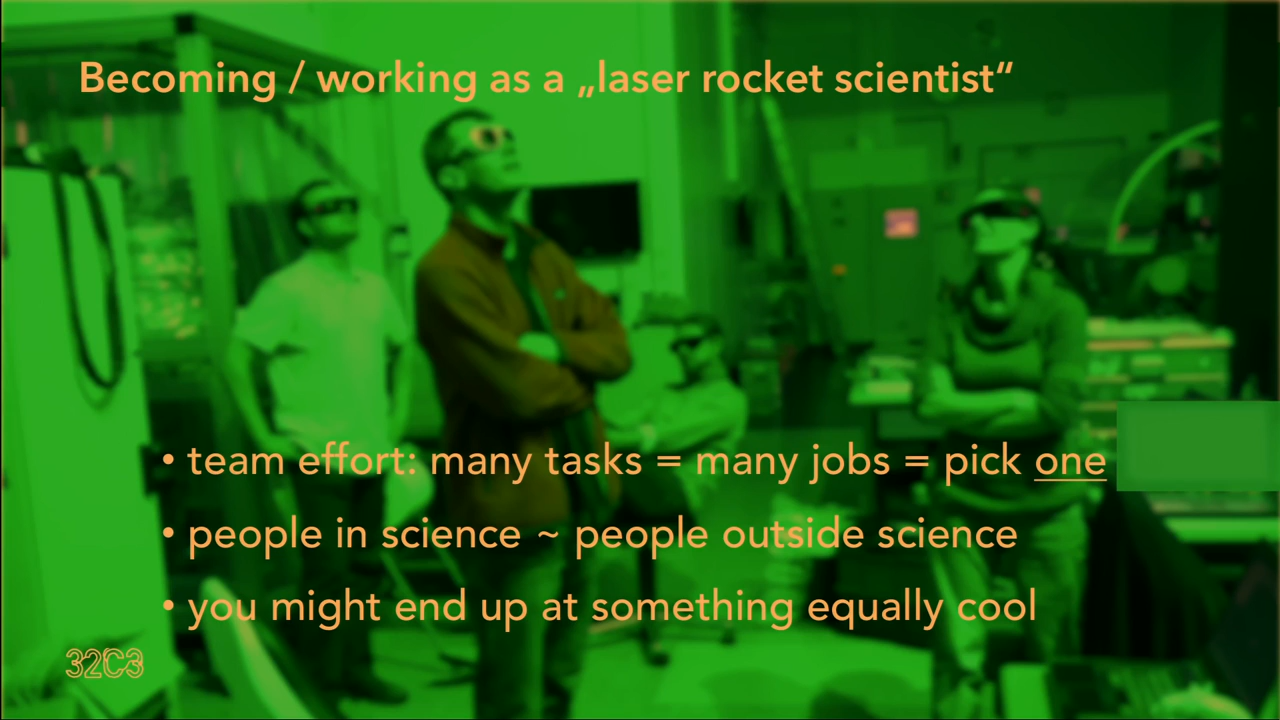 Becoming / working as a „laser rocket scientist“
• team effort: many tasks = many jobs = pick one
• people in science ~ people outside science
• you might end up at something equally cool
32C3